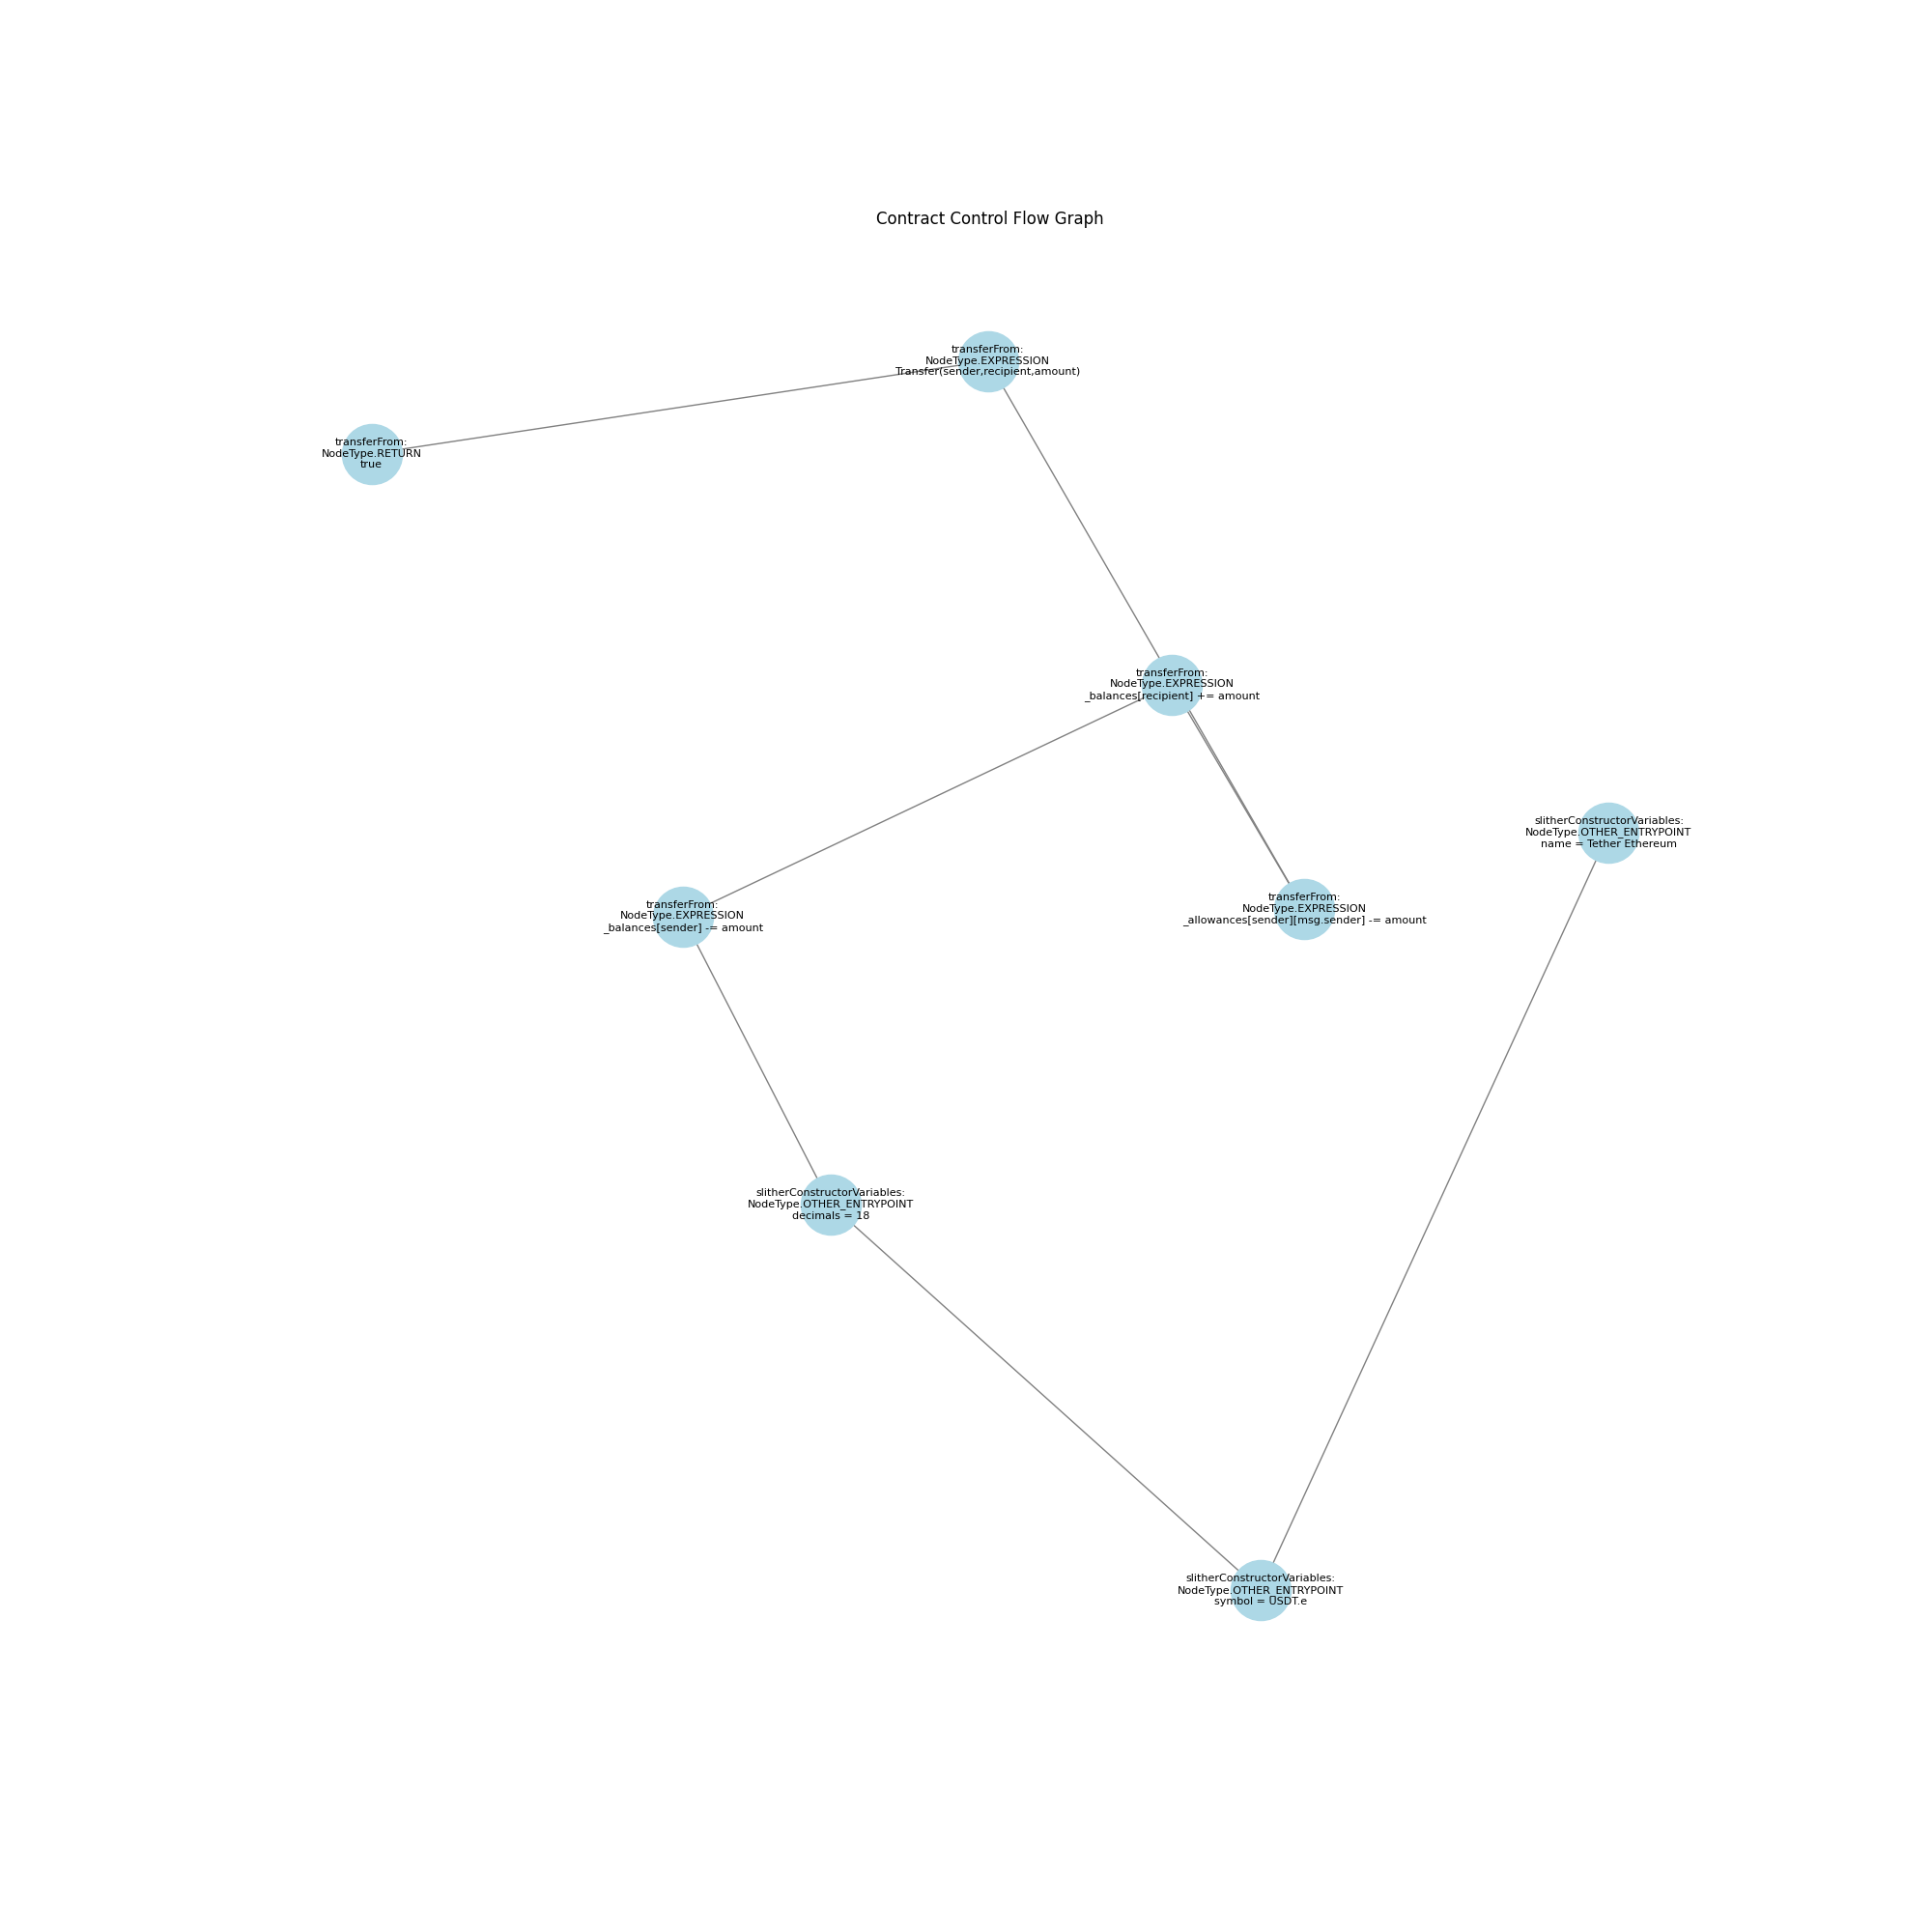 Contract Control Flow Graph
transferFrom:
NodeType.EXPRESSION
Transfer(sender,recipient,amount)
transferFrom:
NodeType.RETURN
true
transferFrom:
NodeType.EXPRESSION
_balances[recipient] += amount
slitherConstructorVariables:
NodeType.OTHER_ENTRYPOINT
name = Tether Ethereum
transferFrom:
NodeType.EXPRESSION
_allowances[sender][msg.sender] -= amount
transferFrom:
NodeType.EXPRESSION
_balances[sender] -= amount
slitherConstructorVariables:
NodeType.OTHER_ENTRYPOINT
decimals = 18
slitherConstructorVariables:
NodeType.OTHER_ENTRYPOINT
symbol = USDT.e